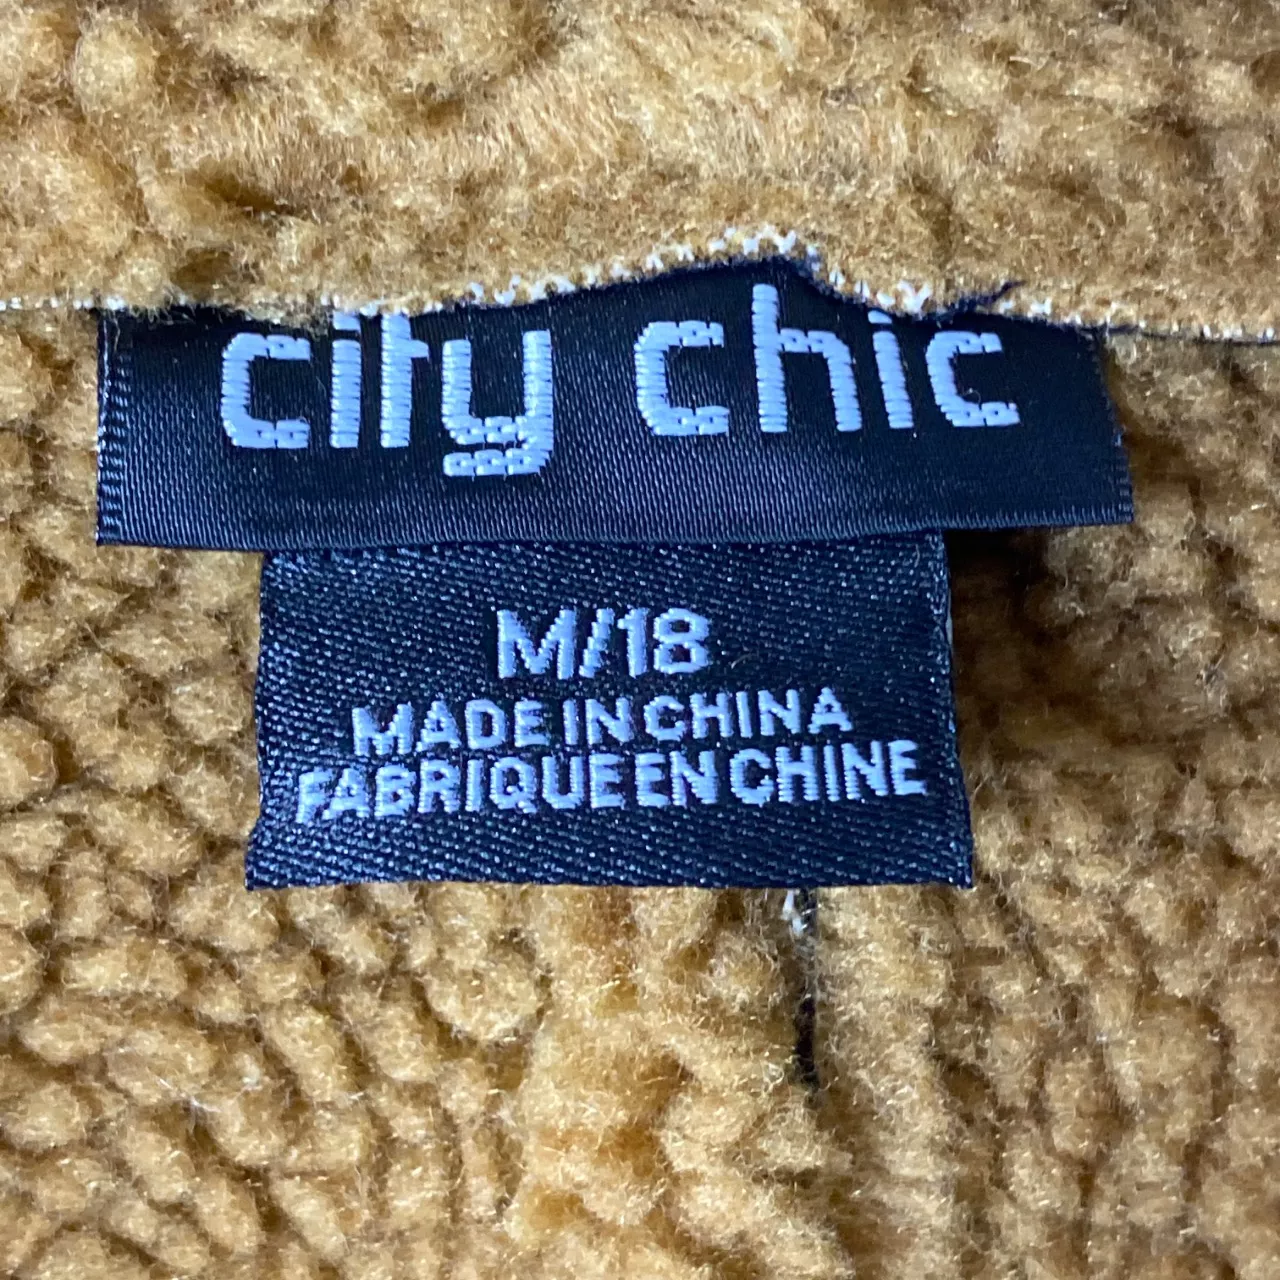 city chic
M/18
MADE IN CHINA
FABRIQUE EN CHINE